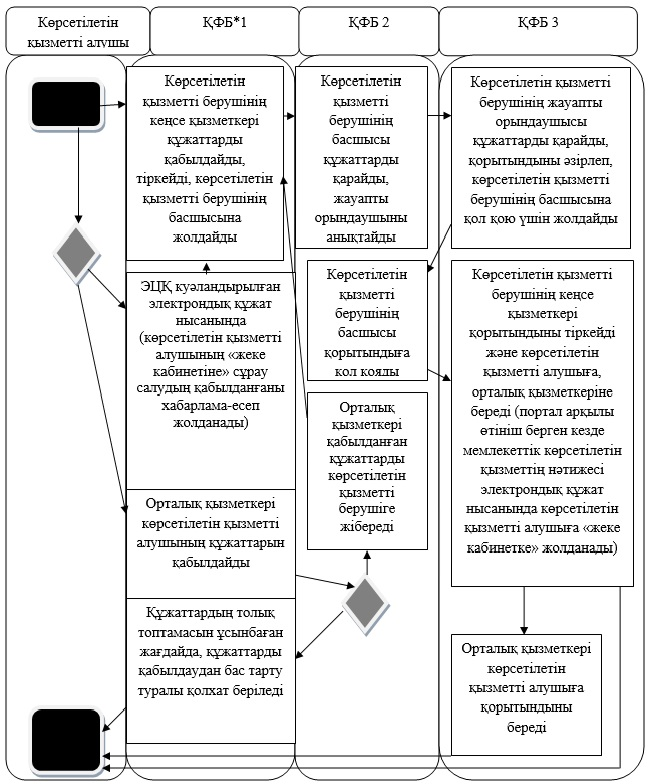 Көрсетілетін
қызметті алушы
ҚФБ*1
ҚФБ 2
ҚФБ 3
Көрсетілетін
қызметті берушінің
кеңсе қызметкері
құжаттарды
қабылдайды,
тіркейді, көрсетілетін
қызметті берушінің
басшысына
жолдайды
Көрсетілетін
қызметті
берушінің
басшысы
құжаттарды
қарайды,
жауапты
орындаушыны
анықтайды
Көрсетілетін қызметті
берушінің жауапты
орындаушысы
құжаттарды қарайды,
қорытындыны әзірлеп,
көрсетілетін қызметті
берушінің басшысына
қол қою үшін жолдайды
ЭЦҚ куәландырылған
электрондық құжат
нысанында
(көрсетілетін қызметті
алушының «жеке
кабинетіне» сұрау
салудың қабылданғаны
хабарлама-есеп
жолданады)
Көрсетілетін
қызметті
берушінің
басшысы
қорытындыға
қол қояды
Көрсетілетін қызметті
берушінің кеңсе
қызметкері
қорытындыны тіркейді
және көрсетілетін
қызметті алушыға,
орталық қызметкеріне
береді (портал арқылы
өтініш берген кезде
мемлекеттік көрсетілетін
қызметтің нәтижесі
электрондық құжат
нысанында көрсетілетін
қызметті алушыға «жеке
қабинетке» жолданады)
Орталық
қызметкері
қабылданған
құжаттарды
көрсетілетін
қызметті
берушіге
жібереді
Орталық қызметкері
көрсетілетін қызметті
алушының құжаттарын
қабылдайды
Құжаттардың толық
топтамасын ұсынбаған
жағдайда, құжаттарды
қабылдаудан бас тарту
туралы қолхат беріледі
Орталық қызметкері
көрсетілетін
қызметті алушыға
қорытындыны
береді